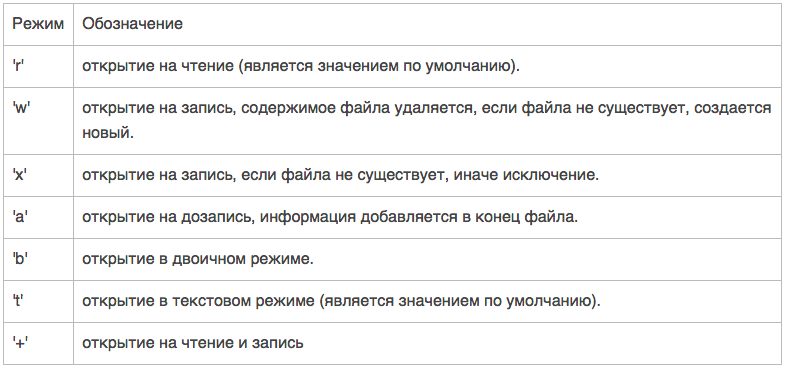 Режим Обозначение
'r' открытие на чтение (является значением по умолчанию).
'w' открытие на запись, содержимое файла удаляется, если файла не существует, создается
новый.
'x' открытие на запись, если файла не существует, иначе исключение.
'a' открытие на дозапись, информация добавляется в конец файла.
'b' открытие в двоичном режиме.
't' открытие в текстовом режиме (является значением по умолчанию).
'+' открытие на чтение и запись